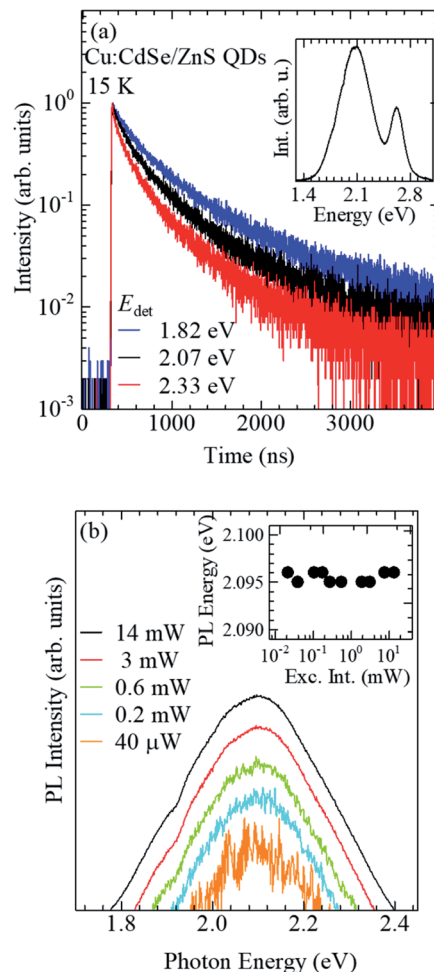 (a)
Cu:CdSe/ZnS QDs
15 K
Int. (arb. u.)
1.4 2.1 2.8
Energy (eV)
Intensity (arb. units)
10^0
10^-1
10^-2
10^-3
E_det
1.82 eV
2.07 eV
2.33 eV
0 1000 2000 3000
Time (ns)
(b)
PL Energy (eV)
2.100
2.095
2.090
10^-2 10^-1 10^0 10^1
Exc. Int. (mW)
PL Intensity (arb. units)
14 mW
3 mW
0.6 mW
0.2 mW
40 μW
1.8 2.0 2.2 2.4
Photon Energy (eV)